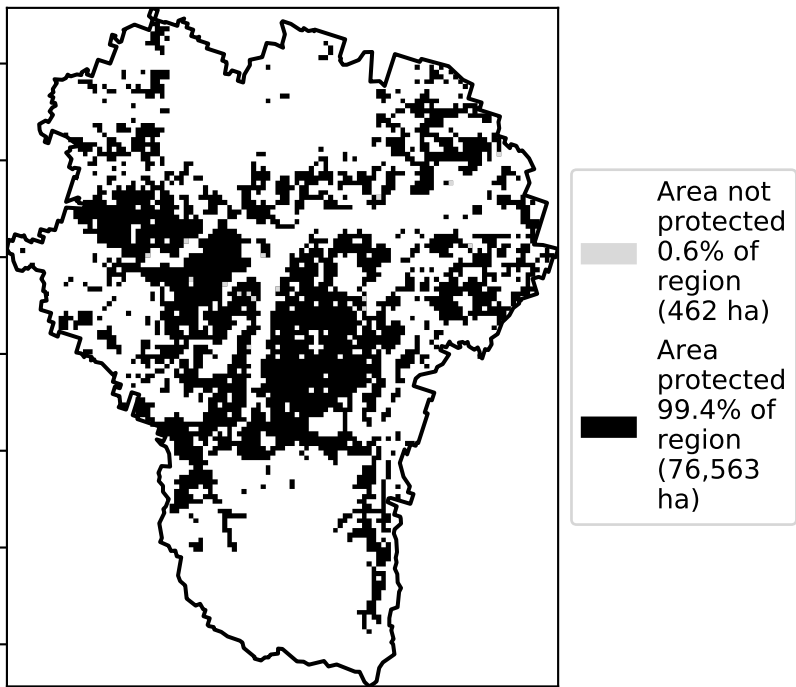 Area not
protected
0.6% of
region
(462 ha)
Area
protected
99.4% of
region
(76,563
ha)